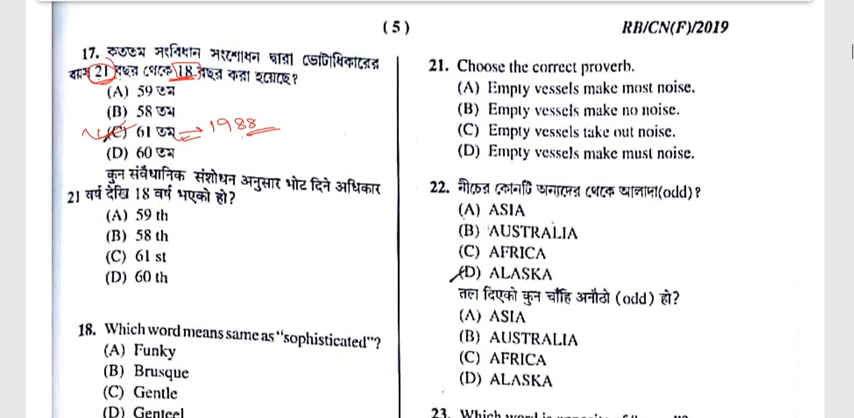 (5)
RB/CN(F)/2019
17. কততম সংবিধান সংশোধন দ্বারা ভোটাধিকারের
বয়স 21 বছর থেকে 18 বছর করা হয়েছে?
(A) 59 তম
(B) 58 তম
(C) 61 তম ⇒ 1988
(D) 60 তম
कुन संवैधानिक संशोधन अनुसार भोट दिने अधिकार
21 वर्ष देखि 18 वर्ष भएको हो?
(A) 59 th
(B) 58 th
(C) 61 st
(D) 60 th
18. Which word means same as "sophisticated"?
(A) Funky
(B) Brusque
(C) Gentle
(D) Genteel
21. Choose the correct proverb.
(A) Empty vessels make most noise.
(B) Empty vessels make no noise.
(C) Empty vessels take out noise.
(D) Empty vessels make must noise.
22. নীচের কোনটি অন্যদের থেকে আলাদা(odd)?
(A) ASIA
(B) AUSTRALIA
(C) AFRICA
(D) ALASKA
तल दिएको कुन चाँहि अनौठो (odd) हो?
(A) ASIA
(B) AUSTRALIA
(C) AFRICA
(D) ALASKA
23. Which word is